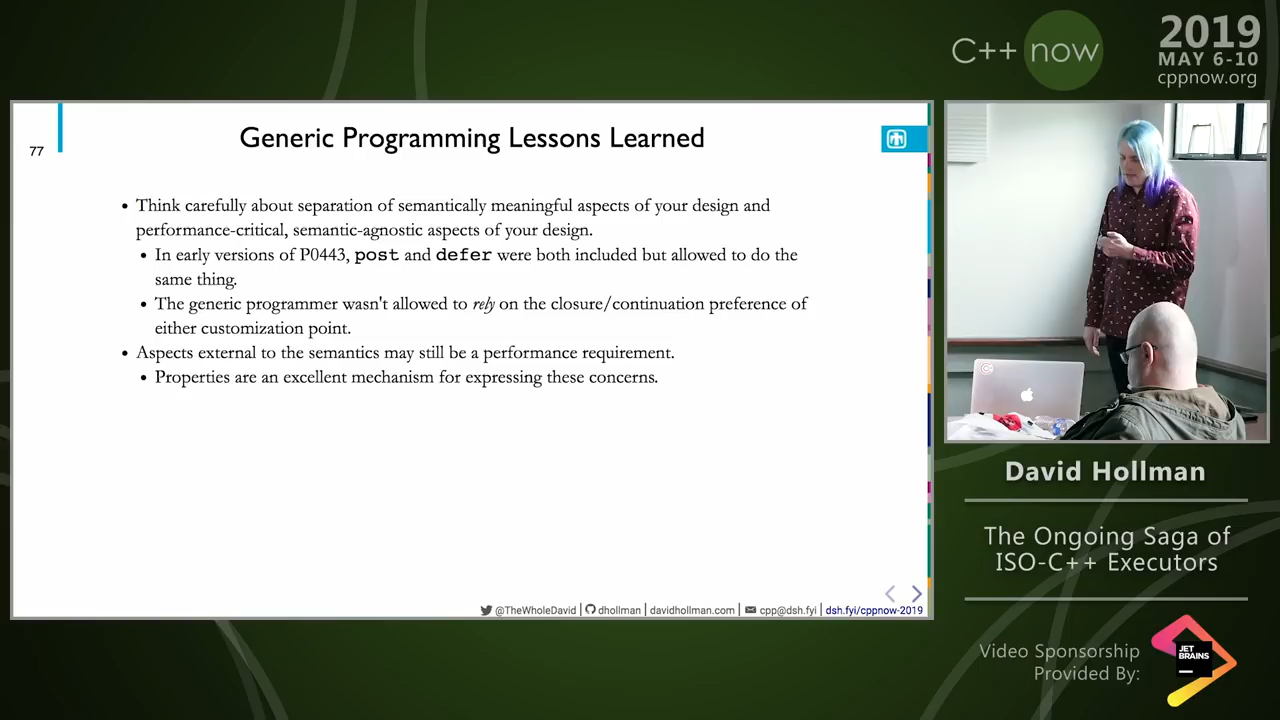 C++ now
2019
MAY 6-10
cppnow.org
77
Generic Programming Lessons Learned
• Think carefully about separation of semantically meaningful aspects of your design and
performance-critical, semantic-agnostic aspects of your design.
• In early versions of P0443, post and defer were both included but allowed to do the
same thing.
• The generic programmer wasn't allowed to rely on the closure/continuation preference of
either customization point.
• Aspects external to the semantics may still be a performance requirement.
• Properties are an excellent mechanism for expressing these concerns.
@TheWholeDavid | dhollman | davidhollman.com | cpp@dsh.fyi | dsh.fyi/cppnow-2019
David Hollman
The Ongoing Saga of
ISO-C++ Executors
Video Sponsorship
Provided By:
JET
BRAINS